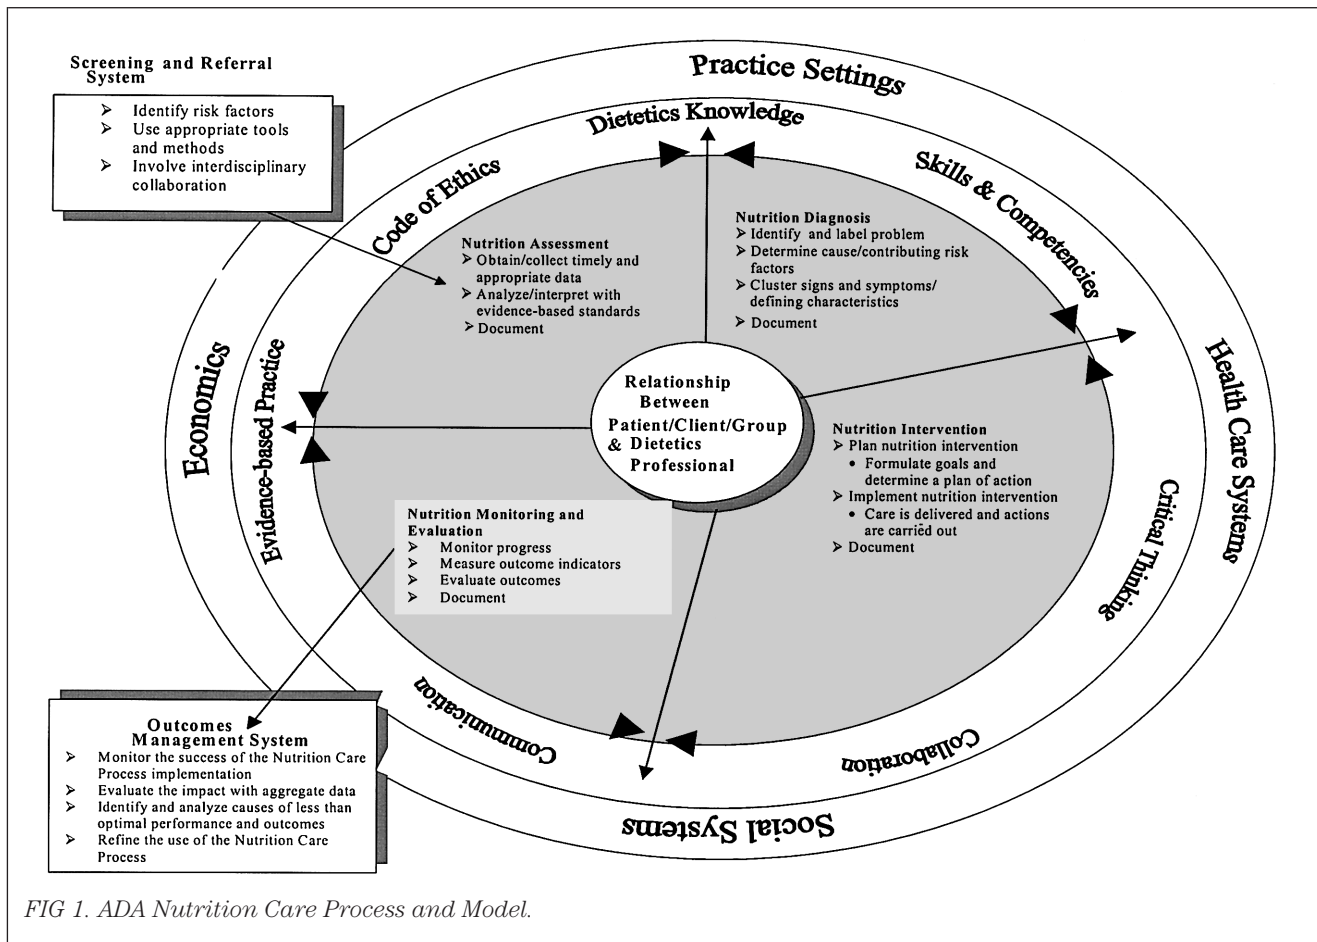 Screening and Referral
System
➤ Identify risk factors
➤ Use appropriate tools
and methods
➤ Involve interdisciplinary
collaboration
Practice Settings
Dietetics Knowledge
Code of Ethics
Skills & Competencies
Nutrition Assessment
➤ Obtain/collect timely and
appropriate data
➤ Analyze/interpret with
evidence-based standards
➤ Document
Nutrition Diagnosis
➤ Identify and label problem
➤ Determine cause/contributing risk
factors
➤ Cluster signs and symptoms/
defining characteristics
➤ Document
Economics
Evidence-based Practice
Relationship
Between
Patient/Client/Group
& Dietetics
Professional
Health Care Systems
Critical Thinking
Nutrition Intervention
➤ Plan nutrition intervention
• Formulate goals and
determine a plan of action
➤ Implement nutrition intervention
• Care is delivered and actions
are carried out
➤ Document
Nutrition Monitoring and
Evaluation
➤ Monitor progress
➤ Measure outcome indicators
➤ Evaluate outcomes
➤ Document
Communication
Collaboration
Social Systems
Outcomes
Management System
➤ Monitor the success of the Nutrition Care
Process implementation
➤ Evaluate the impact with aggregate data
➤ Identify and analyze causes of less than
optimal performance and outcomes
➤ Refine the use of the Nutrition Care
Process
FIG 1. ADA Nutrition Care Process and Model.